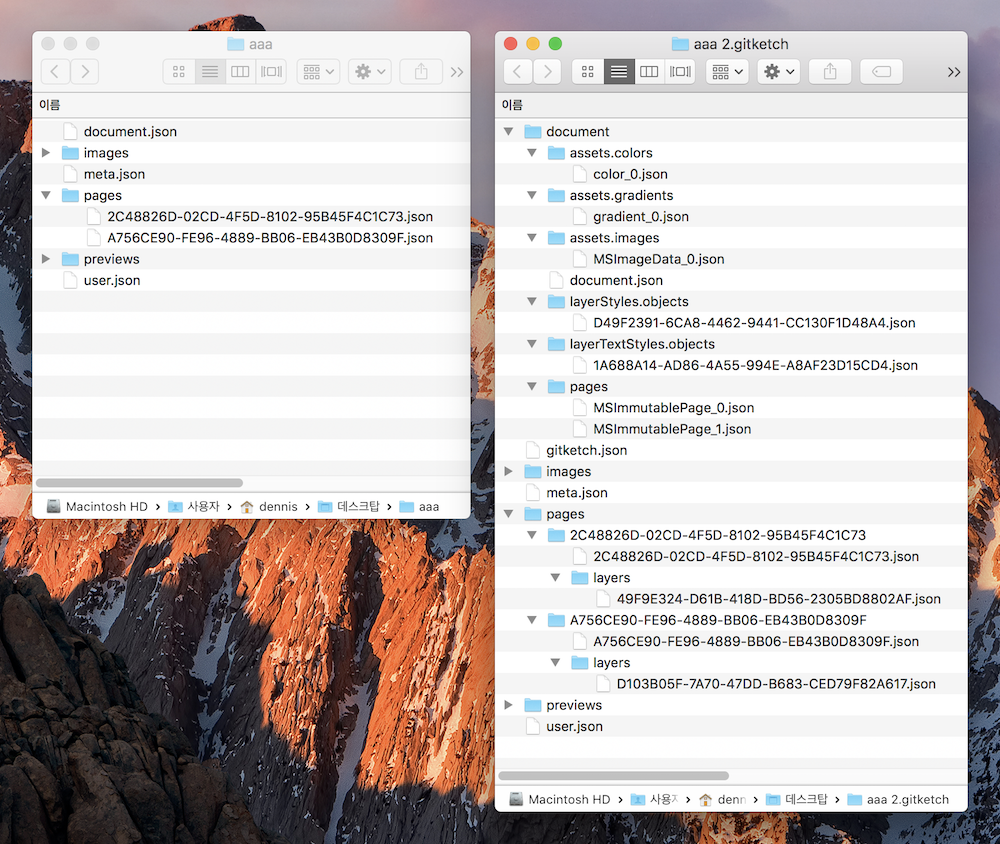 aaa
이름
document.json
images
meta.json
pages
2C48826D-02CD-4F5D-8102-95B45F4C1C73.json
A756CE90-FE96-4889-BB06-EB43B0D8309F.json
previews
user.json
Macintosh HD › 사용자 › dennis › 데스크탑 › aaa
aaa 2.gitketch
이름
document
assets.colors
color_0.json
assets.gradients
gradient_0.json
assets.images
MSImageData_0.json
document.json
layerStyles.objects
D49F2391-6CA8-4462-9441-CC130F1D48A4.json
layerTextStyles.objects
1A688A14-AD86-4A55-994E-A8AF23D15CD4.json
pages
MSImmutablePage_0.json
MSImmutablePage_1.json
gitketch.json
images
meta.json
pages
2C48826D-02CD-4F5D-8102-95B45F4C1C73
2C48826D-02CD-4F5D-8102-95B45F4C1C73.json
layers
49F9E324-D61B-418D-BD56-2305BD8802AF.json
A756CE90-FE96-4889-BB06-EB43B0D8309F
A756CE90-FE96-4889-BB06-EB43B0D8309F.json
layers
D103B05F-7A70-47DD-B683-CED79F82A617.json
previews
user.json
Macintosh HD › 사용 › denn › 데스크탑 › aaa 2.gitketch